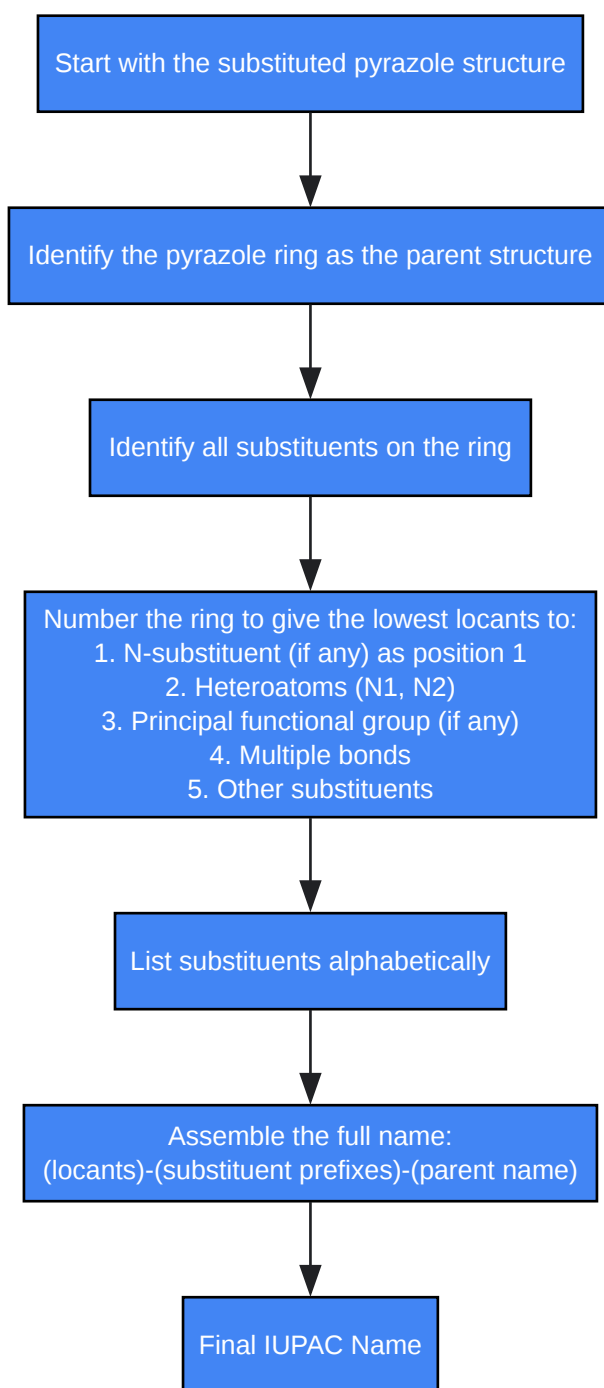 Start with the substituted pyrazole structure
Identify the pyrazole ring as the parent structure
Identify all substituents on the ring
Number the ring to give the lowest locants to:
1. N-substituent (if any) as position 1
2. Heteroatoms (N1, N2)
3. Principal functional group (if any)
4. Multiple bonds
5. Other substituents
List substituents alphabetically
Assemble the full name:
(locants)-(substituent prefixes)-(parent name)
Final IUPAC Name